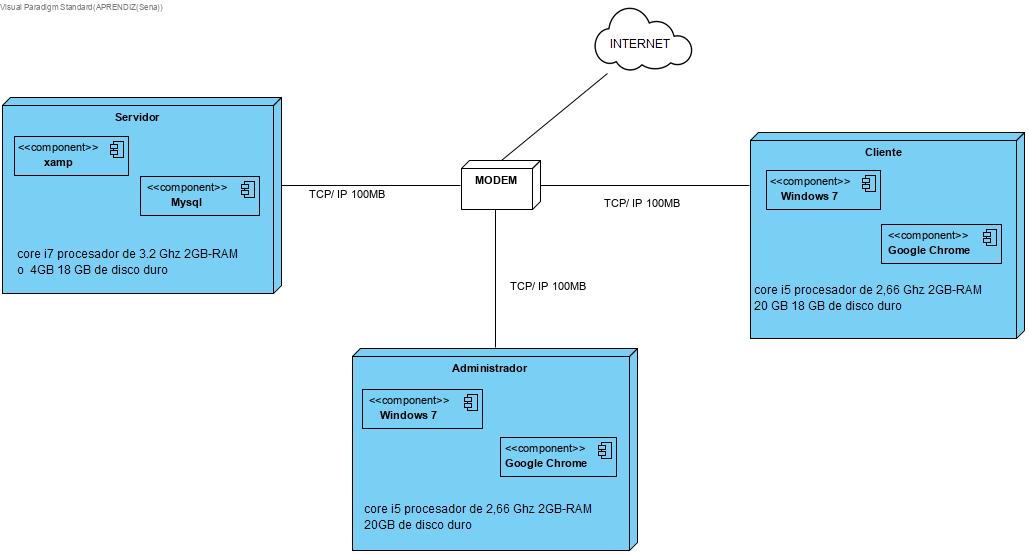 Visual Paradigm Standard(APRENDIZ(Sena))
INTERNET
Servidor
<<component>>
xamp
<<component>>
Mysql
core i7 procesador de 3.2 Ghz 2GB-RAM
o 4GB 18 GB de disco duro
TCP/ IP 100MB
MODEM
TCP/ IP 100MB
Cliente
<<component>>
Windows 7
<<component>>
Google Chrome
core i5 procesador de 2,66 Ghz 2GB-RAM
20 GB 18 GB de disco duro
TCP/ IP 100MB
Administrador
<<component>>
Windows 7
<<component>>
Google Chrome
core i5 procesador de 2,66 Ghz 2GB-RAM
20GB de disco duro